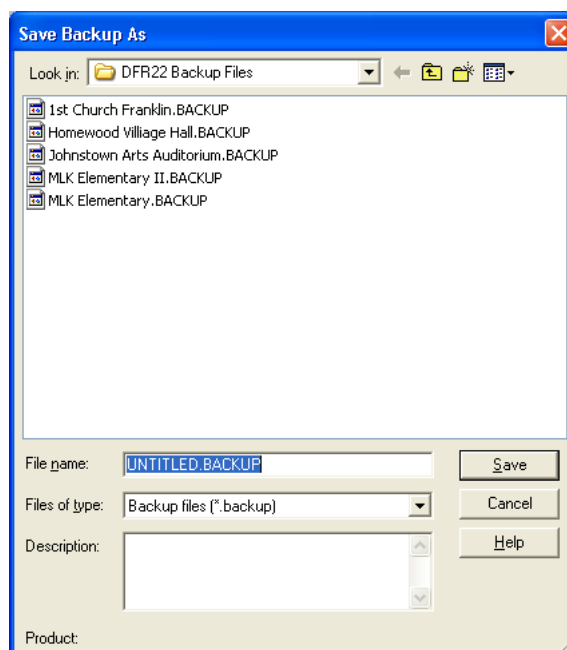 Save Backup As
Look in: DFR22 Backup Files
1st Church Franklin.BACKUP
Homewood Villiage Hall.BACKUP
Johnstown Arts Auditorium.BACKUP
MLK Elementary II.BACKUP
MLK Elementary.BACKUP
File name: UNTITLED.BACKUP Save
Files of type: Backup files (*.backup) Cancel
Description: Help
Product: